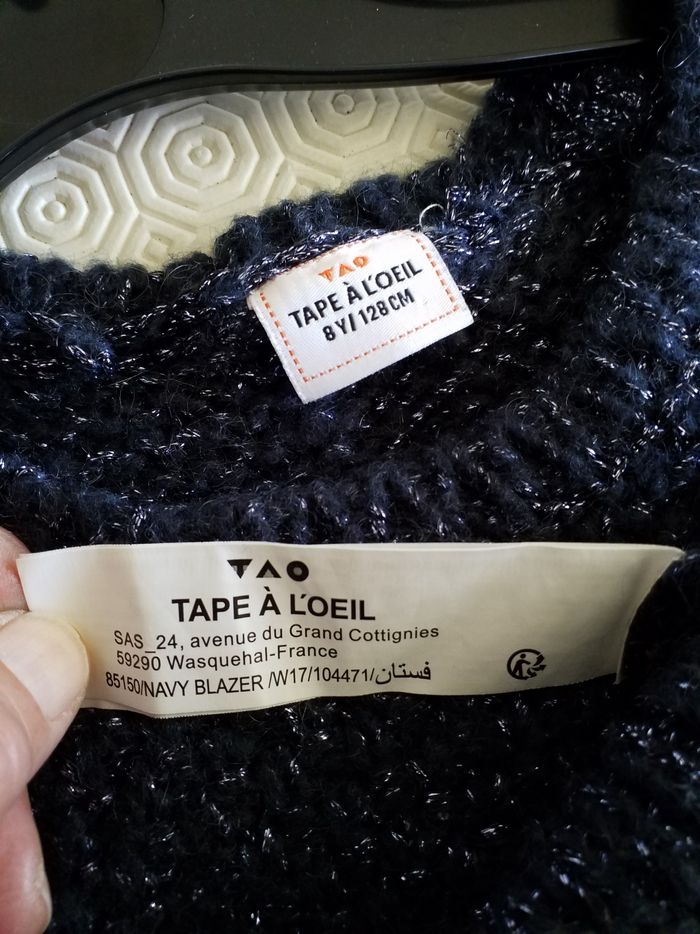 TAO
TAPE À L'OEIL
8Y/128CM
TAO
TAPE À L'OEIL
SAS_24, avenue du Grand Cottignies
59290 Wasquehal-France
85150/NAVY BLAZER /W17/104471/فستان